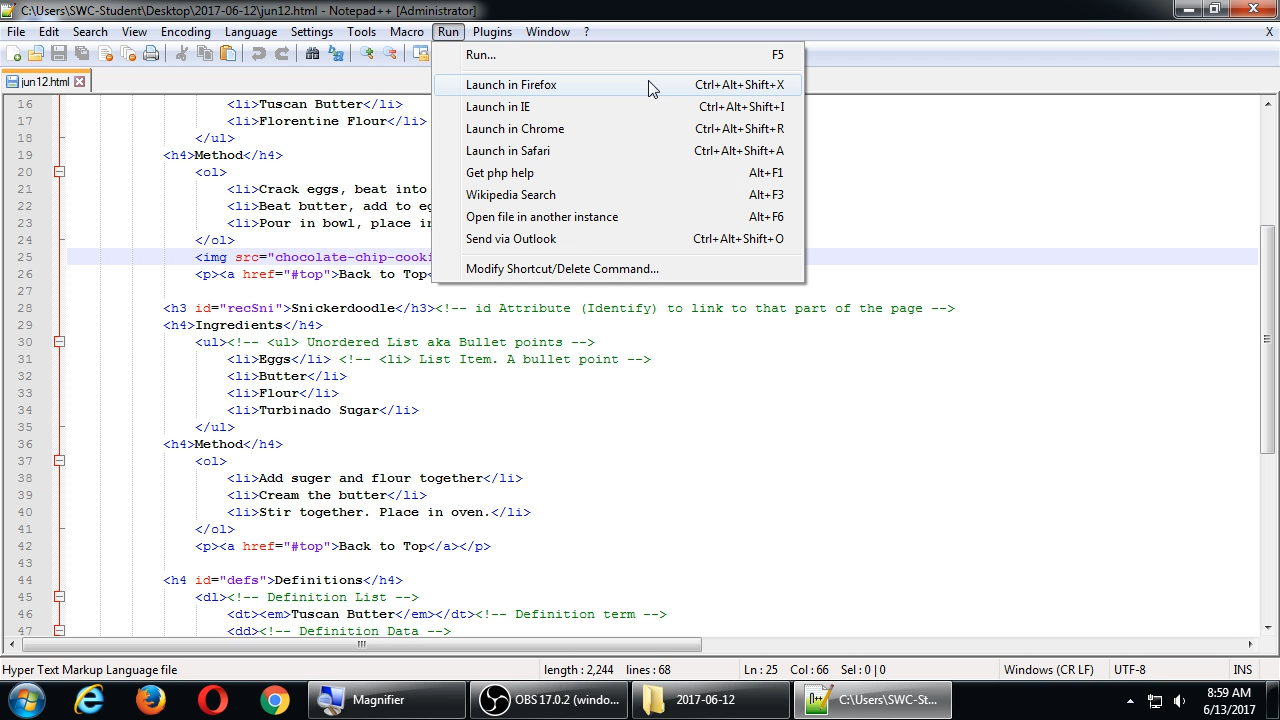 C:\Users\SWC-Student\Desktop\2017-06-12\jun12.html - Notepad++ [Administrator]
File Edit Search View Encoding Language Settings Tools Macro Run Plugins Window ? X
jun12.html
Run... F5
Launch in Firefox Ctrl+Alt+Shift+X
Launch in IE Ctrl+Alt+Shift+I
Launch in Chrome Ctrl+Alt+Shift+R
Launch in Safari Ctrl+Alt+Shift+A
Get php help Alt+F1
Wikipedia Search Alt+F3
Open file in another instance Alt+F6
Send via Outlook Ctrl+Alt+Shift+O
Modify Shortcut/Delete Command...
16 <li>Tuscan Butter</li>
17 <li>Florentine Flour</li>
18 </ul>
19 <h4>Method</h4>
20 <ol>
21 <li>Crack eggs, beat into
22 <li>Beat butter, add to eg
23 <li>Pour in bowl, place in
24 </ol>
25 <img src="chocolate-chip-cooki
26 <p><a href="#top">Back to Top<
27
28 <h3 id="recSni">Snickerdoodle</h3><!-- id Attribute (Identify) to link to that part of the page -->
29 <h4>Ingredients</h4>
30 <ul><!-- <ul> Unordered List aka Bullet points -->
31 <li>Eggs</li> <!-- <li> List Item. A bullet point -->
32 <li>Butter</li>
33 <li>Flour</li>
34 <li>Turbinado Sugar</li>
35 </ul>
36 <h4>Method</h4>
37 <ol>
38 <li>Add suger and flour together</li>
39 <li>Cream the butter</li>
40 <li>Stir together. Place in oven.</li>
41 </ol>
42 <p><a href="#top">Back to Top</a></p>
43
44 <h4 id="defs">Definitions</h4>
45 <dl><!-- Definition List -->
46 <dt><em>Tuscan Butter</em></dt><!-- Definition term -->
47 <dd><!-- Definition Data -->
Hyper Text Markup Language file length : 2,244 lines : 68 Ln : 25 Col : 66 Sel : 0 | 0 Windows (CR LF) UTF-8 INS
Magnifier OBS 17.0.2 (windo... 2017-06-12 C:\Users\SWC-St... 8:59 AM
6/13/2017